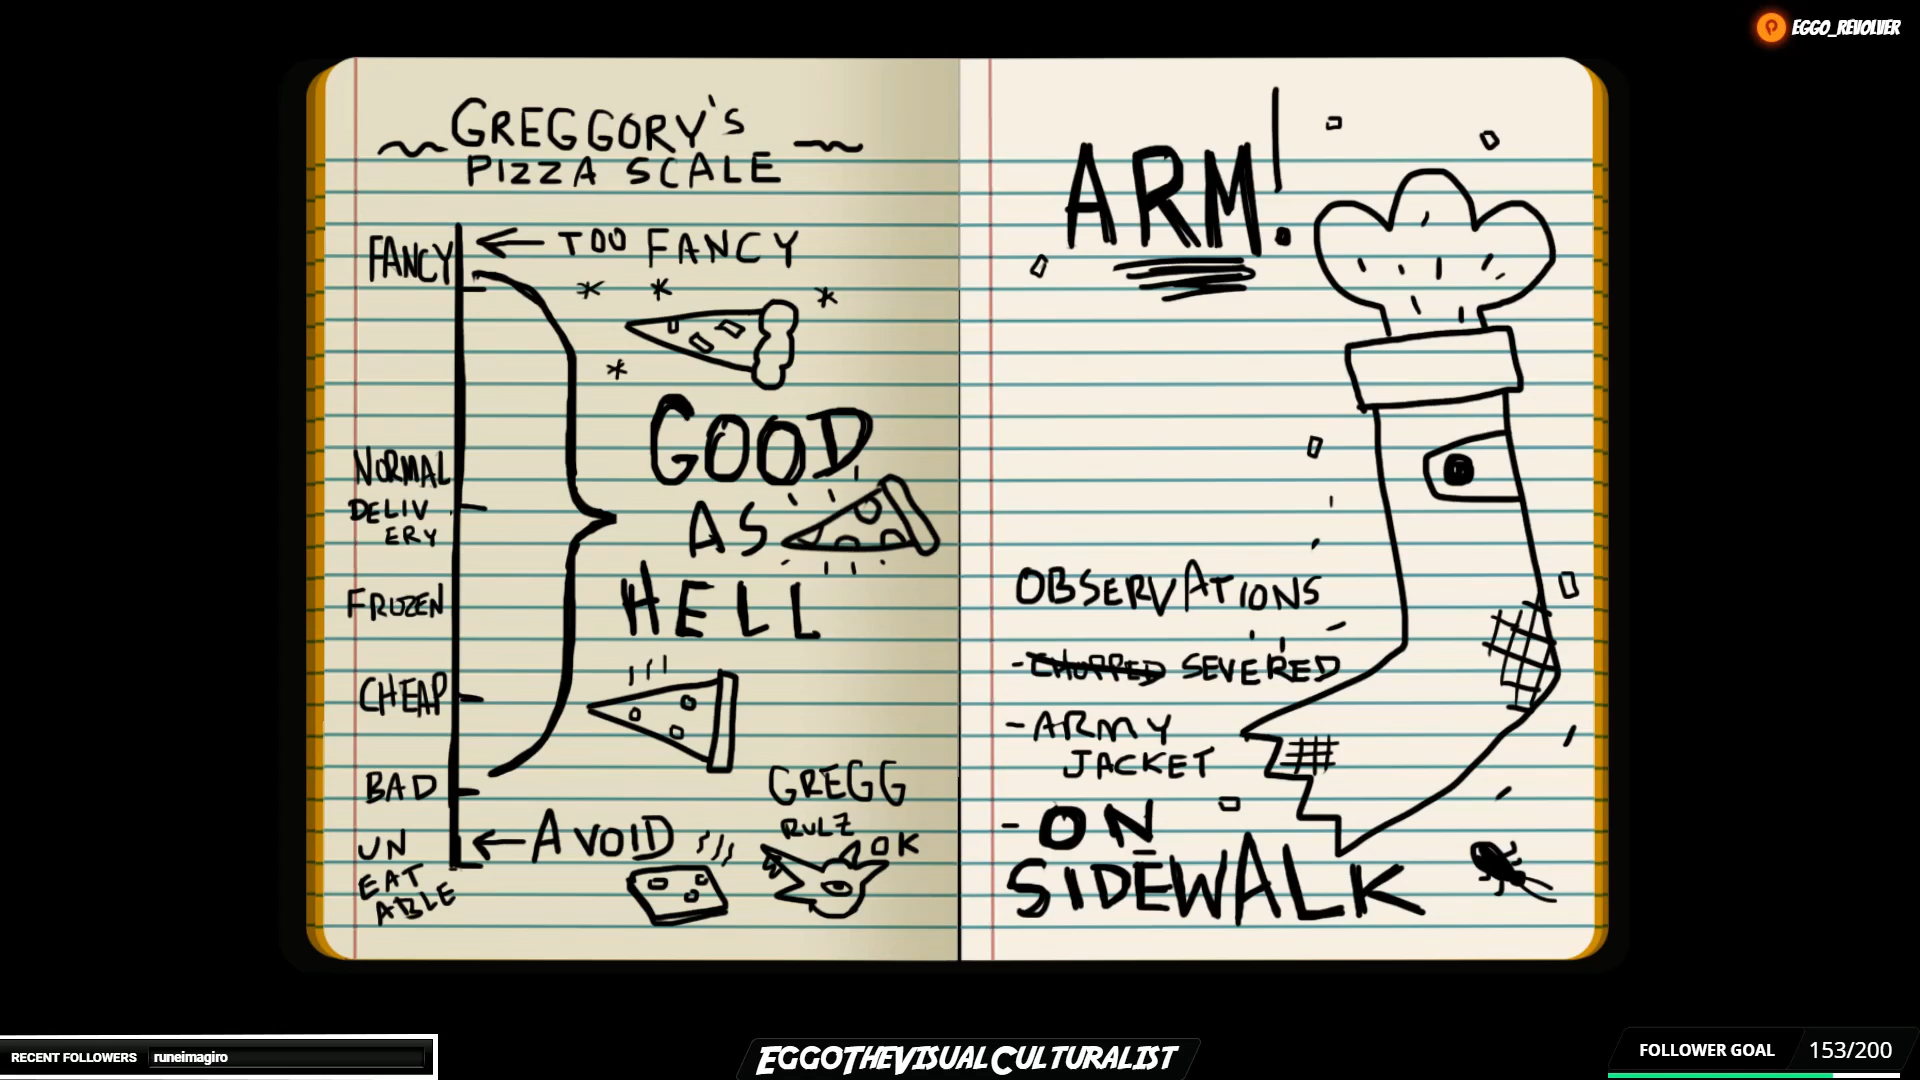 EGGO_REVOLVER
GREGGORY'S
PIZZA SCALE
FANCY
TOO FANCY
NORMAL
DELIV
ERY
FROZEN
CHEAP
BAD
UN
EAT
ABLE
GOOD
AS
HELL
AVOID
GREGG
RULZ
OK
ARM!
OBSERVATIONS
- CHOPPED SEVERED
- ARMY
JACKET
- ON
SIDEWALK
RECENT FOLLOWERS runeimagiro
EGGOTHEVISUALCULTURALIST
FOLLOWER GOAL 153/200